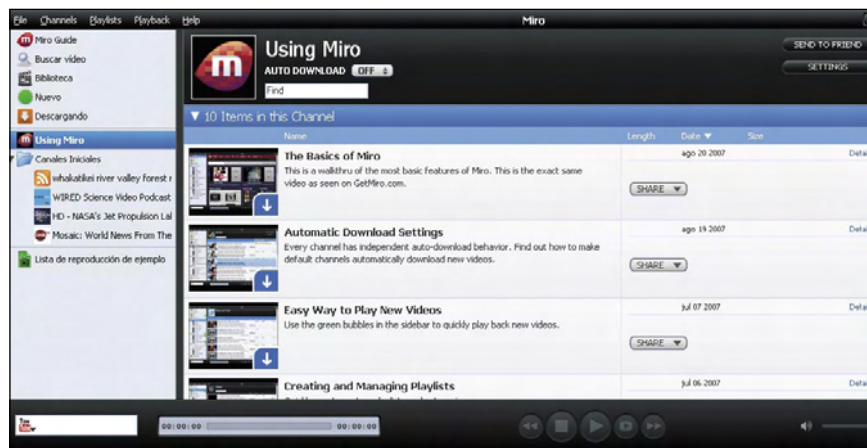 File Channels Playlists Playback Help
Miro
Miro Guide
Buscar video
Biblioteca
Nuevo
Descargando
Using Miro
Canales Iniciales
whakatikei river valley forest r
WIRED Science Video Podcast
HD - NASA's Jet Propulsion Lal
Mosaic: World News From The
Lista de reproducción de ejemplo
m
Using Miro
AUTO DOWNLOAD OFF
Find
SEND TO FRIEND
SETTINGS
10 Items in this Channel
Name Length Date Size
The Basics of Miro
This is a walkthru of the most basic features of Miro. This is the exact same
video as seen on GetMiro.com.
ago 20 2007
SHARE
Detai
Automatic Download Settings
Every channel has independent auto-download behavior. Find out how to make
default channels automatically download new videos.
ago 19 2007
SHARE
Detai
Easy Way to Play New Videos
Use the green bubbles in the sidebar to quickly play back new videos.
jul 07 2007
SHARE
Detai
Creating and Managing Playlists
jul 06 2007
Detai
00:00:00 00:00:00